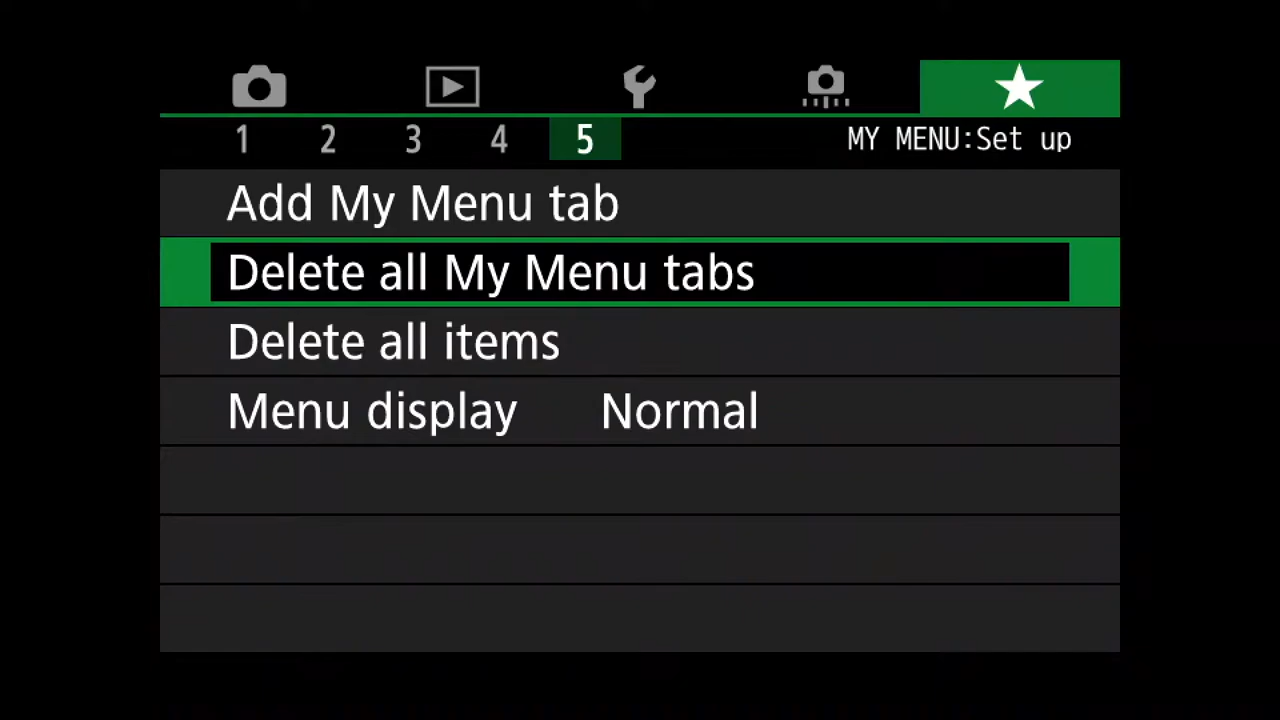 1 2 3 4 5 MY MENU:Set up
Add My Menu tab
Delete all My Menu tabs
Delete all items
Menu display Normal